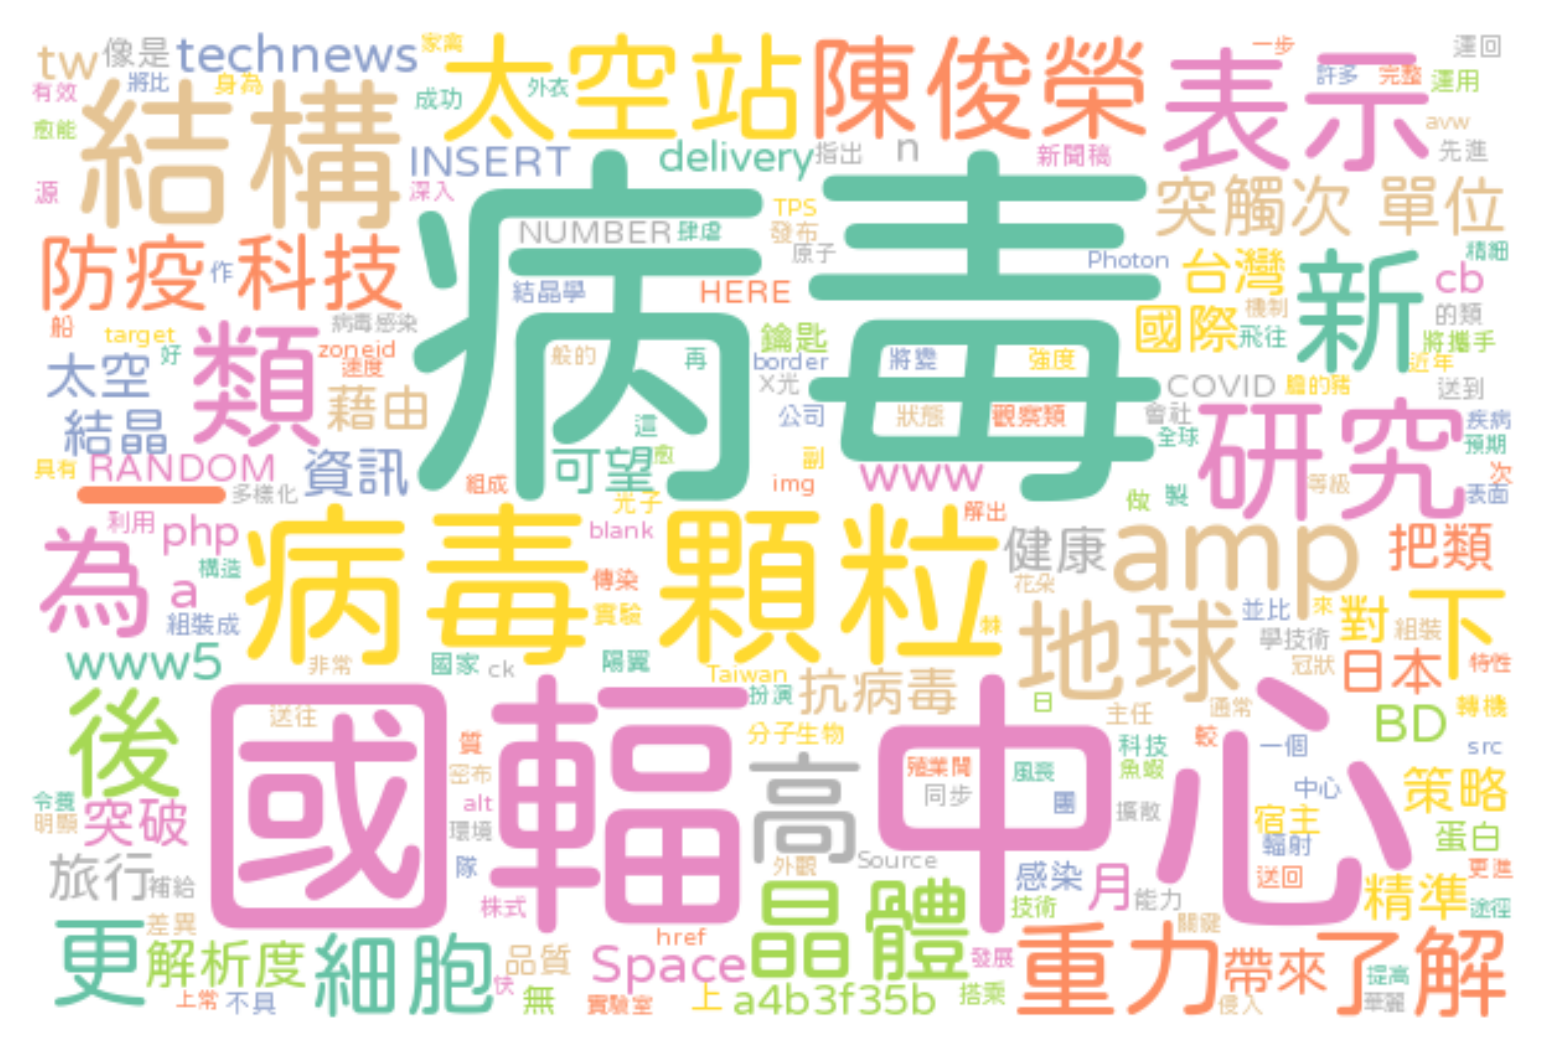 tw
像是
technews
家禽
太空站
陳俊榮
一步
表示
運回
有效
將比
身為
成功
外衣
許多
完整
運用
愈能
結構
INSERT
delivery
指出
n
新聞稿
avw
先進
源
深入
病毒
突觸次
單位
NUMBER
肆虐
TPS
發布
原子
防疫
作
科技
結晶學
HERE
Photon
台灣
新
精細
cb
船
target
好
類
病毒感染
zoneid
速度
鑰匙
國際
機制
飛往
的類
將攜手
近年
太空
藉由
般的
再
border
X光
將變
強度
COVID
膽的豬
送到
結晶
這
公司
狀態
觀察類
會社
全球
研究
疾病
預期
具有
RANDOM
資訊
可望
愈
副
www
等級
次
表面
多樣化
組成
光子
img
做
製
利用
php
blank
解出
為
構造
a
病毒
顆粒
健康
amp
把類
組裝成
傳染
實驗
花朵
棘
地球
並比
來
對
下
學技術
組裝
www5
非常
國家
ck
陽翼
Taiwan
冠狀
日本
特性
後
國輻中心
扮演
抗病毒
日
主任
通常
BD
轉機
送往
質
分子生物
科技
較
一個
src
密布
高
殖業聞
風長
魚蝦
令養
明顯
突破
alt
環境
同步
團
擴散
中心
策略
宿主
蛋白
旅行
補給
隊
外觀
Source
感染
月
能力
輻射
送回
精準
更進
途徑
株式
晶體
技術
關鍵
更
差異
解析度
細胞
品質
href
Space
發展
重力
帶來
了解
提高
上常
不具
快
無
實驗室
上
a4b3f35b
搭乘
侵入
華麗